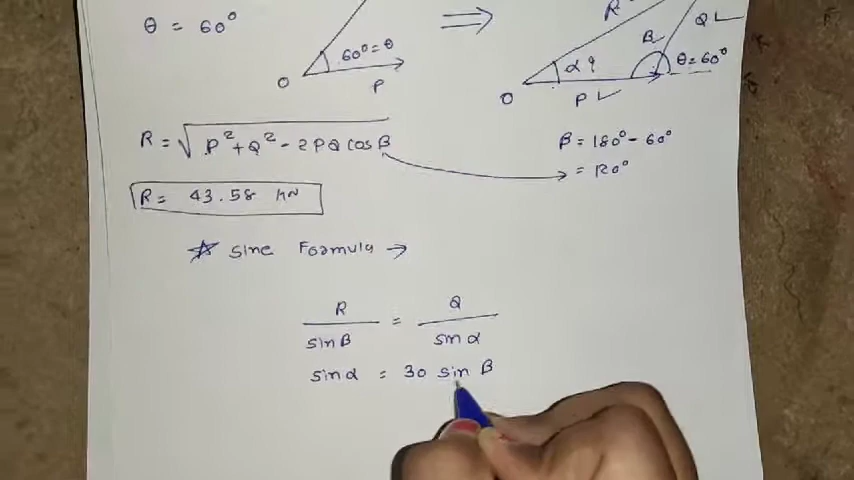 θ = 60°
60° = θ
O
P
R
Q
B
α ?
θ = 60°
O
P
R = √P² + Q² - 2PQ cos β
β = 180° - 60°
= 120°
R = 43.58 kN
☆ Sine Formula →
R / sin β = Q / sin α
sin α = 30 sin β